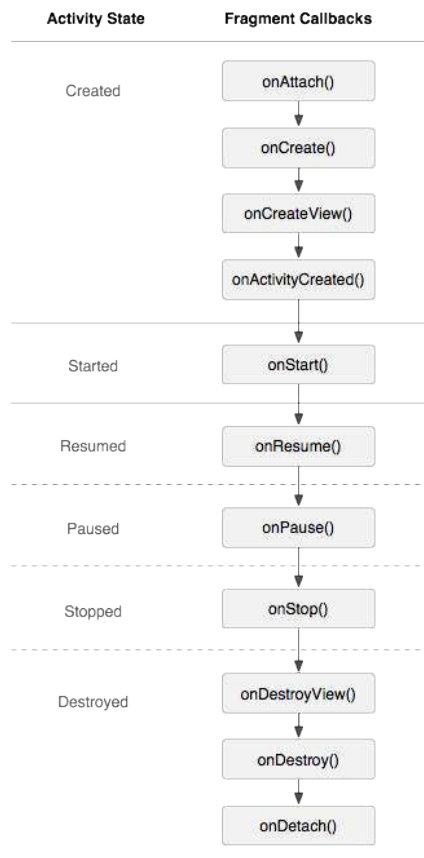 Activity State Fragment Callbacks
Created
onAttach()
onCreate()
onCreateView()
onActivityCreated()
Started
onStart()
Resumed
onResume()
Paused
onPause()
Stopped
onStop()
Destroyed
onDestroyView()
onDestroy()
onDetach()